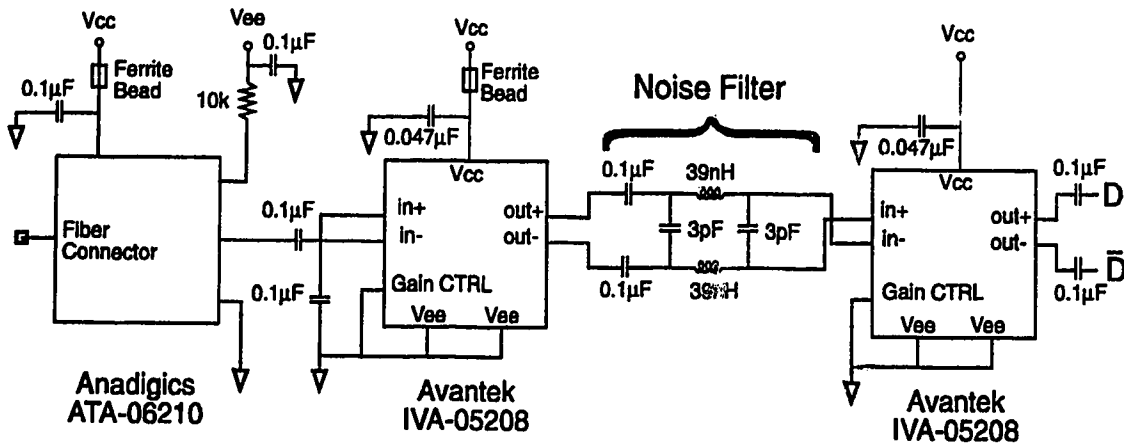 Vcc
Vee
0.1µF
Ferrite
Bead
0.1µF
10k
Fiber
Connector
Anadigics
ATA-06210
0.1µF
0.1µF
Vcc
Ferrite
Bead
0.047µF
Vcc
in+
in-
out+
out-
Gain CTRL
Vee Vee
Avantek
IVA-05208
Noise Filter
0.1µF
39nH
3pF
3pF
0.1µF
39nH
Vcc
0.047µF
Vcc
in+
in-
out+
out-
Gain CTRL
Vee Vee
0.1µF
D
D̅
0.1µF
Avantek
IVA-05208